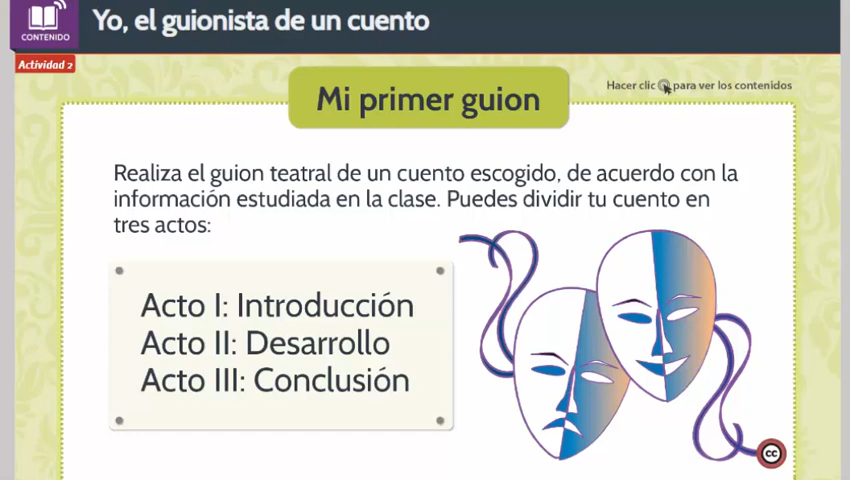 CONTENIDO
Yo, el guionista de un cuento
Actividad 2
Mi primer guion
Hacer clic para ver los contenidos
Realiza el guion teatral de un cuento escogido, de acuerdo con la
información estudiada en la clase. Puedes dividir tu cuento en
tres actos:
Acto I: Introducción
Acto II: Desarrollo
Acto III: Conclusión
cc